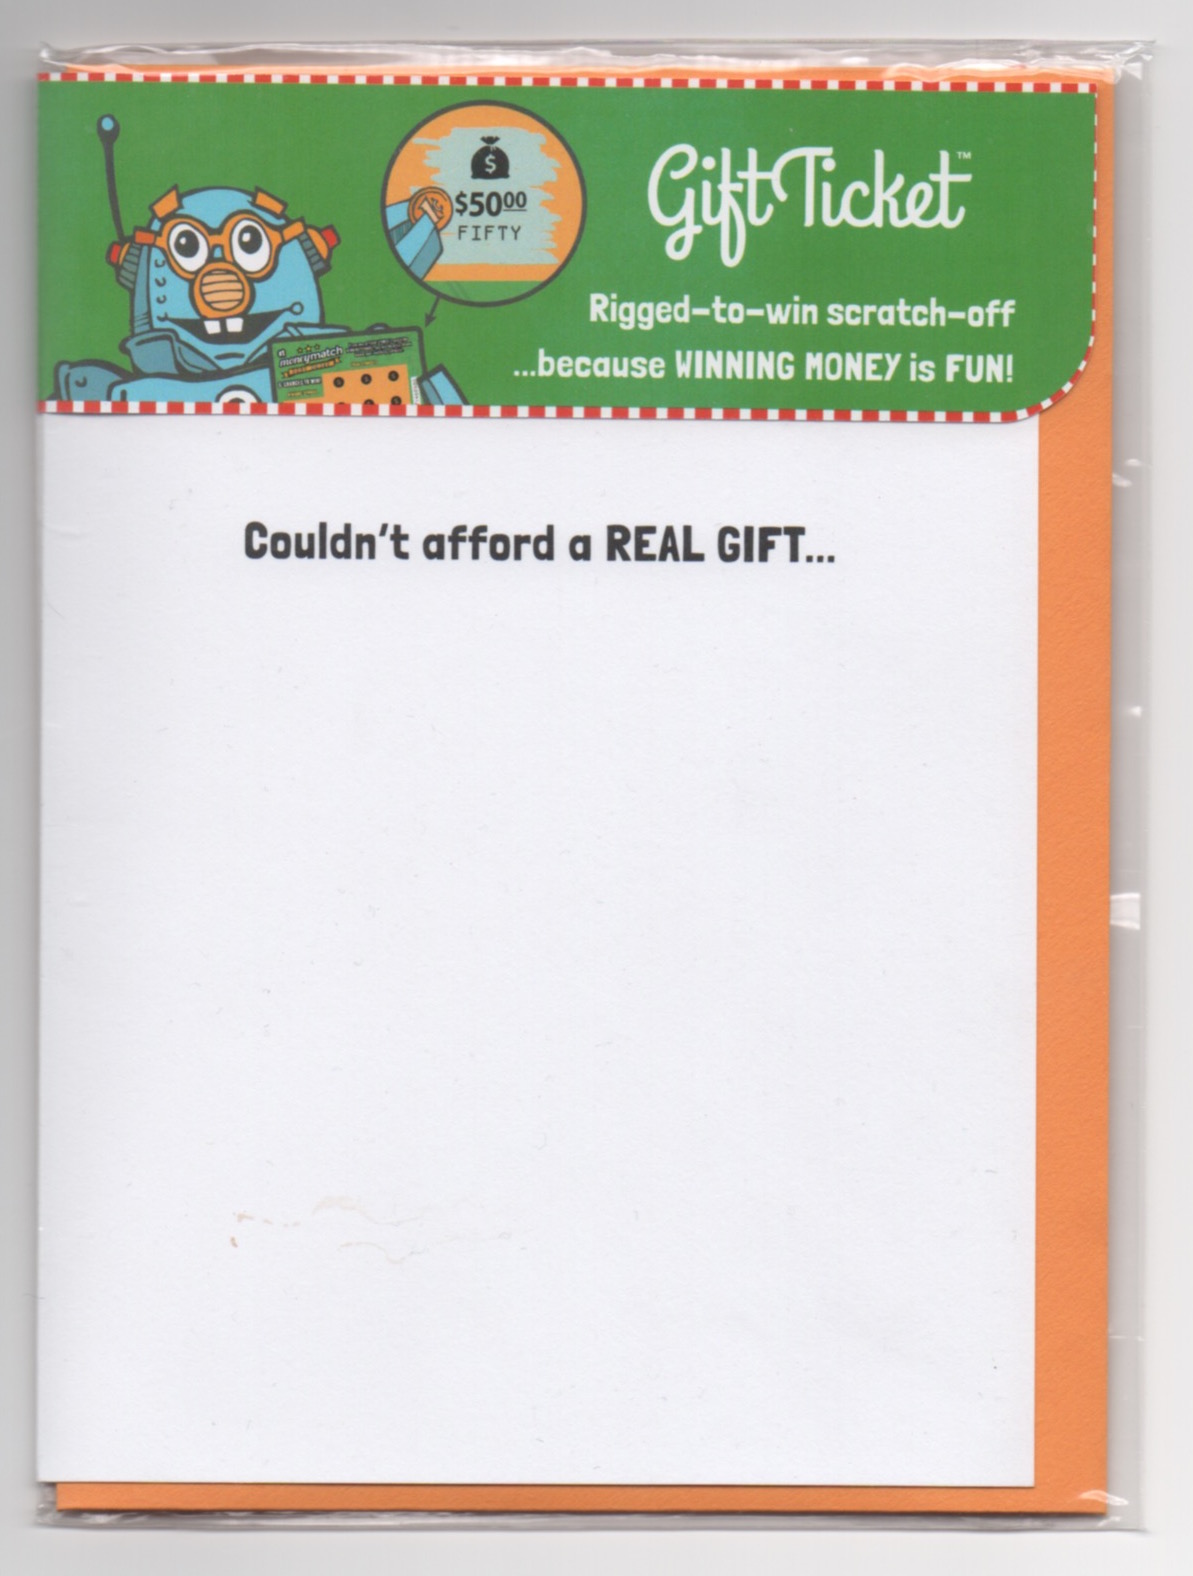 Gift Ticket™
Rigged-to-win scratch-off
...because WINNING MONEY is FUN!
$
$50.00
FIFTY
moneymatch
Couldn't afford a REAL GIFT...